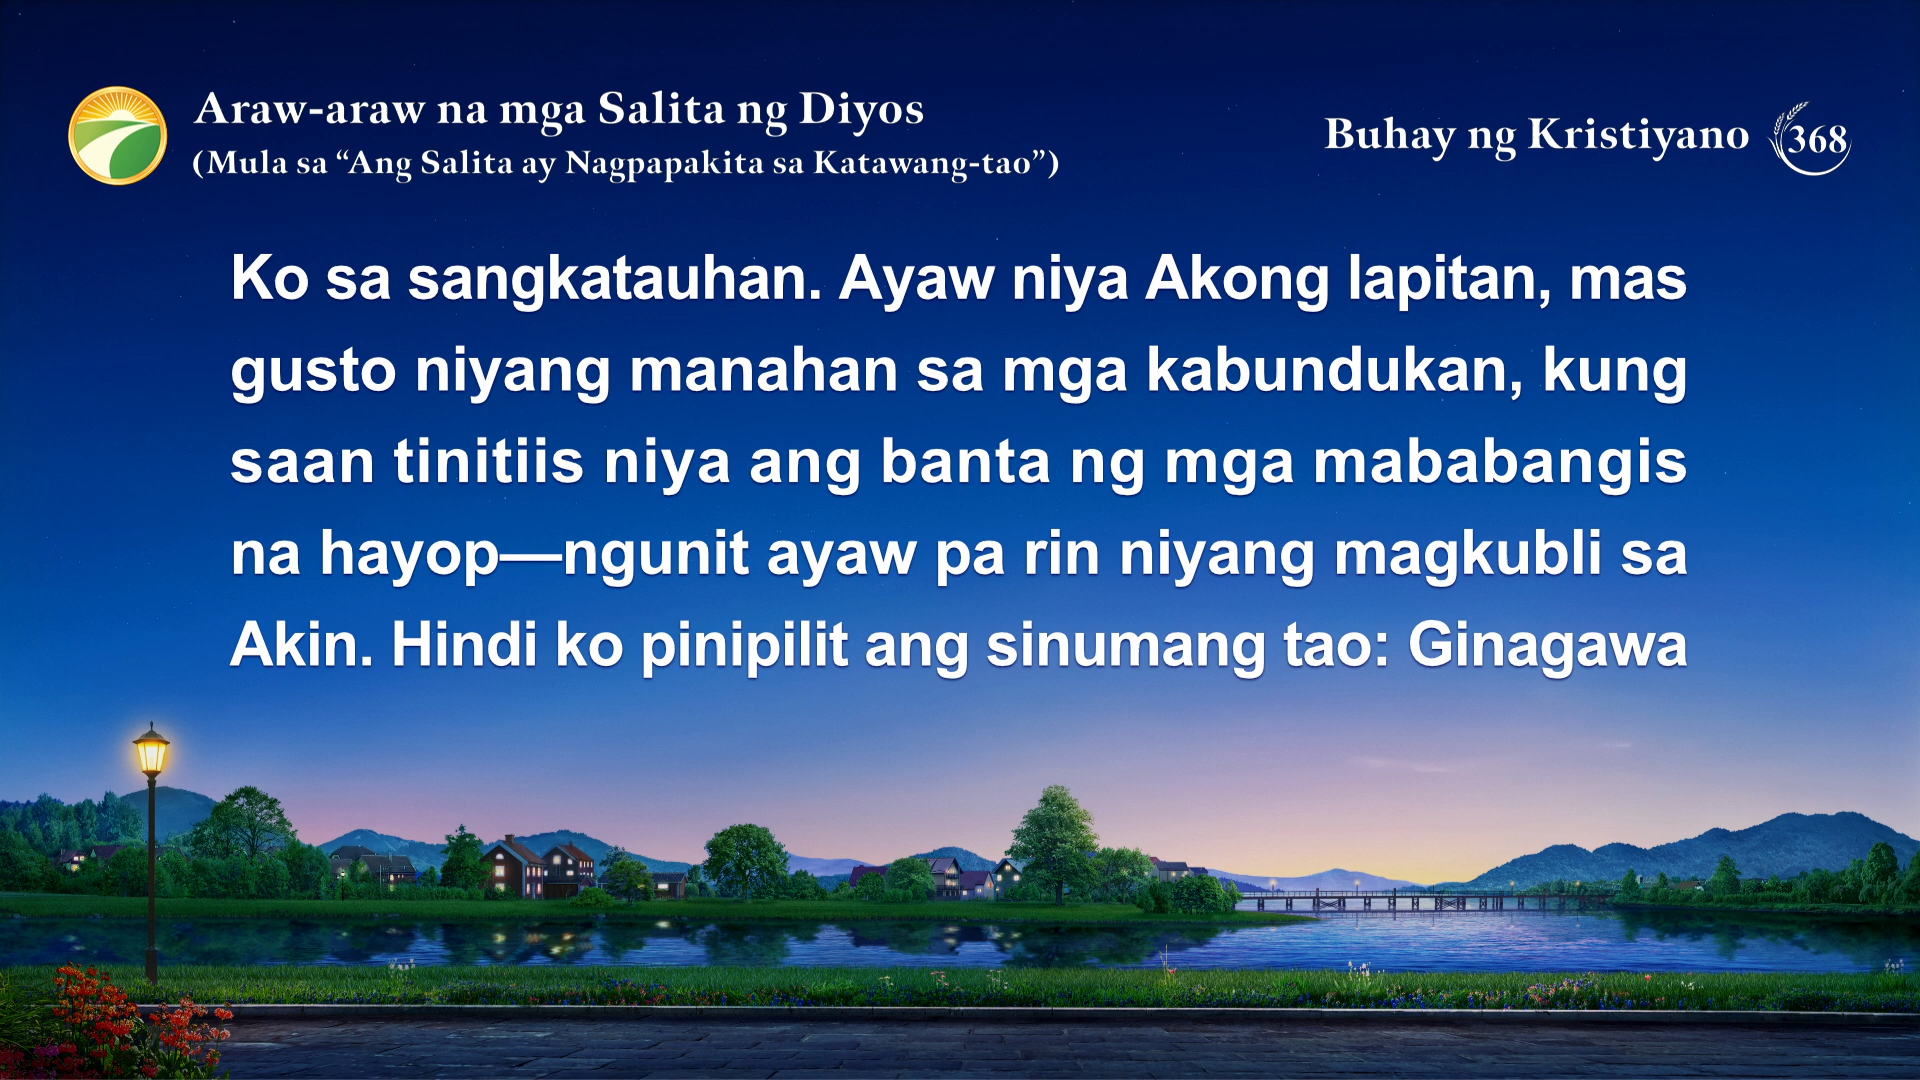 Araw-araw na mga Salita ng Diyos
(Mula sa “Ang Salita ay Nagpapakita sa Katawang-tao”)
Buhay ng Kristiyano 368
Ko sa sangkatauhan. Ayaw niya Akong lapitan, mas
gusto niyang manahan sa mga kabundukan, kung
saan tinitiis niya ang banta ng mga mababangis
na hayop—ngunit ayaw pa rin niyang magkubli sa
Akin. Hindi ko pinipilit ang sinumang tao: Ginagawa